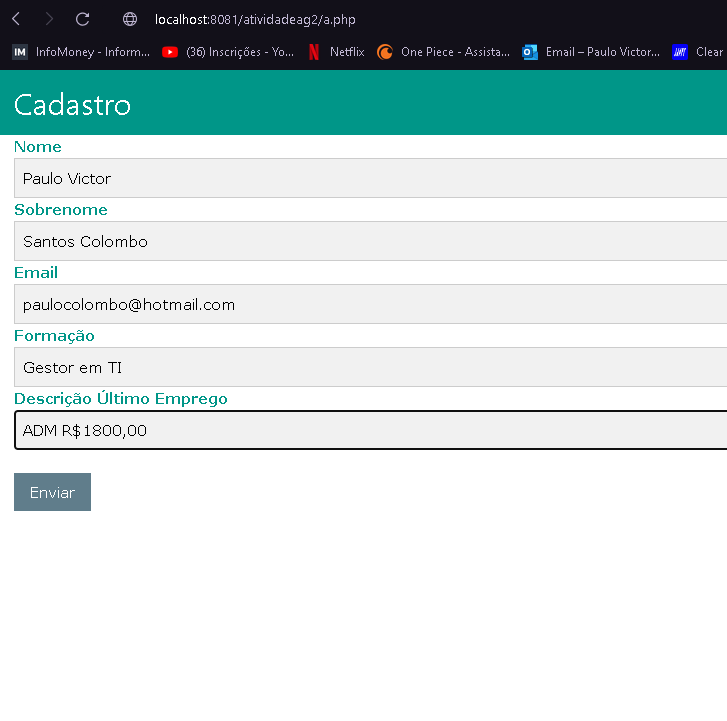 localhost:8081/atividadeag2/a.php
IM InfoMoney - Inform... (36) Inscrições - Yo... Netflix One Piece - Assista... Email – Paulo Victor... Clear
Cadastro
Nome
Paulo Victor
Sobrenome
Santos Colombo
Email
paulocolombo@hotmail.com
Formação
Gestor em TI
Descrição Último Emprego
ADM R$1800,00
Enviar